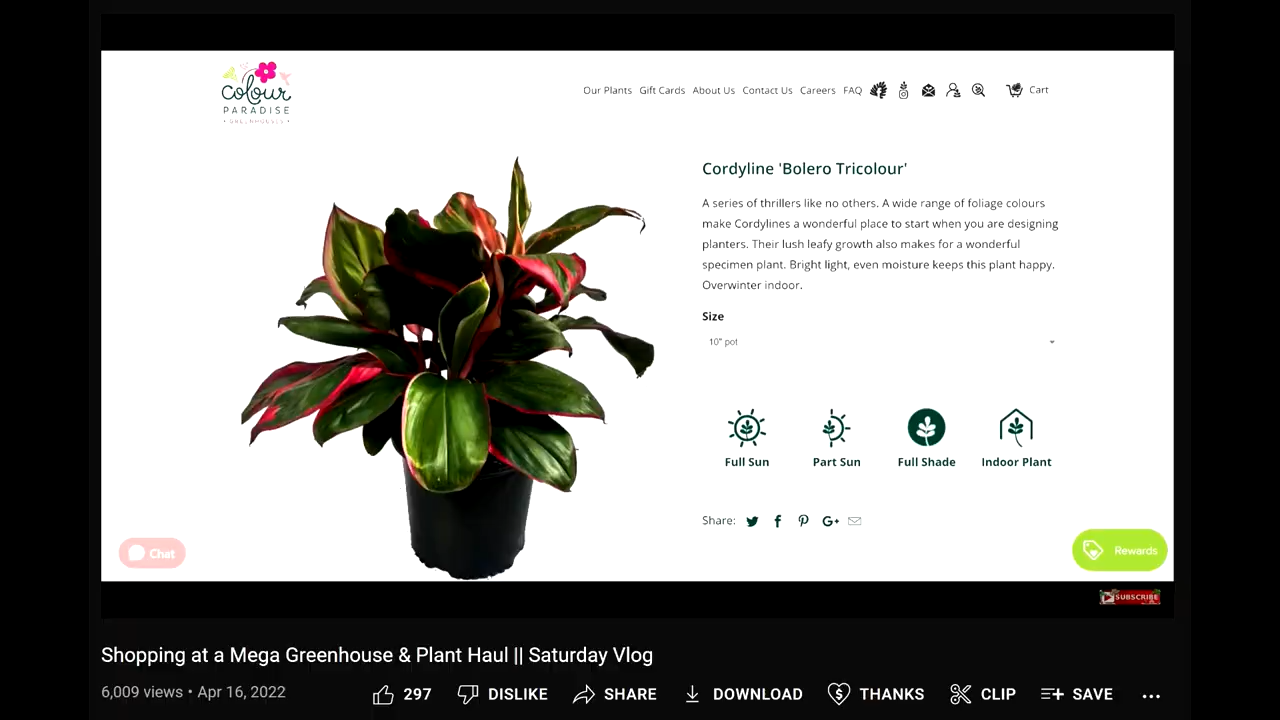 colour
PARADISE
• GREENHOUSES •
Our Plants Gift Cards About Us Contact Us Careers FAQ Cart
Cordyline 'Bolero Tricolour'
A series of thrillers like no others. A wide range of foliage colours
make Cordylines a wonderful place to start when you are designing
planters. Their lush leafy growth also makes for a wonderful
specimen plant. Bright light, even moisture keeps this plant happy.
Overwinter indoor.
Size
10" pot
Full Sun Part Sun Full Shade Indoor Plant
Share: G+
Chat
Rewards
SUBSCRIBE
Shopping at a Mega Greenhouse & Plant Haul || Saturday Vlog
6,009 views • Apr 16, 2022
297 DISLIKE SHARE DOWNLOAD THANKS CLIP SAVE ...